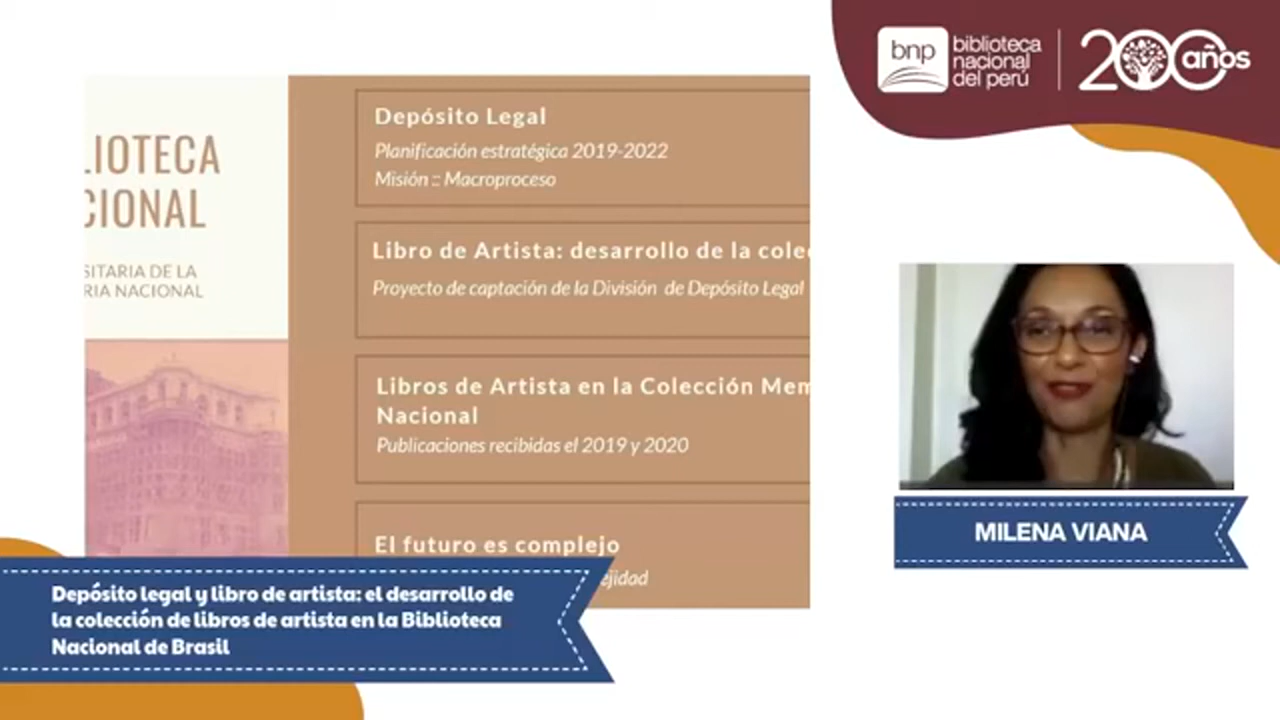 bnp
biblioteca
nacional
del perú
200 años
LIOTECA
CIONAL
SITARIA DE LA
RIA NACIONAL
Depósito Legal
Planificación estratégica 2019-2022
Misión :: Macroproceso
Libro de Artista: desarrollo de la colec
Proyecto de captación de la División de Depósito Legal
Libros de Artista en la Colección Mem
Nacional
Publicaciones recibidas el 2019 y 2020
El futuro es complejo
ejidad
MILENA VIANA
Depósito legal y libro de artista: el desarrollo de
la colección de libros de artista en la Biblioteca
Nacional de Brasil